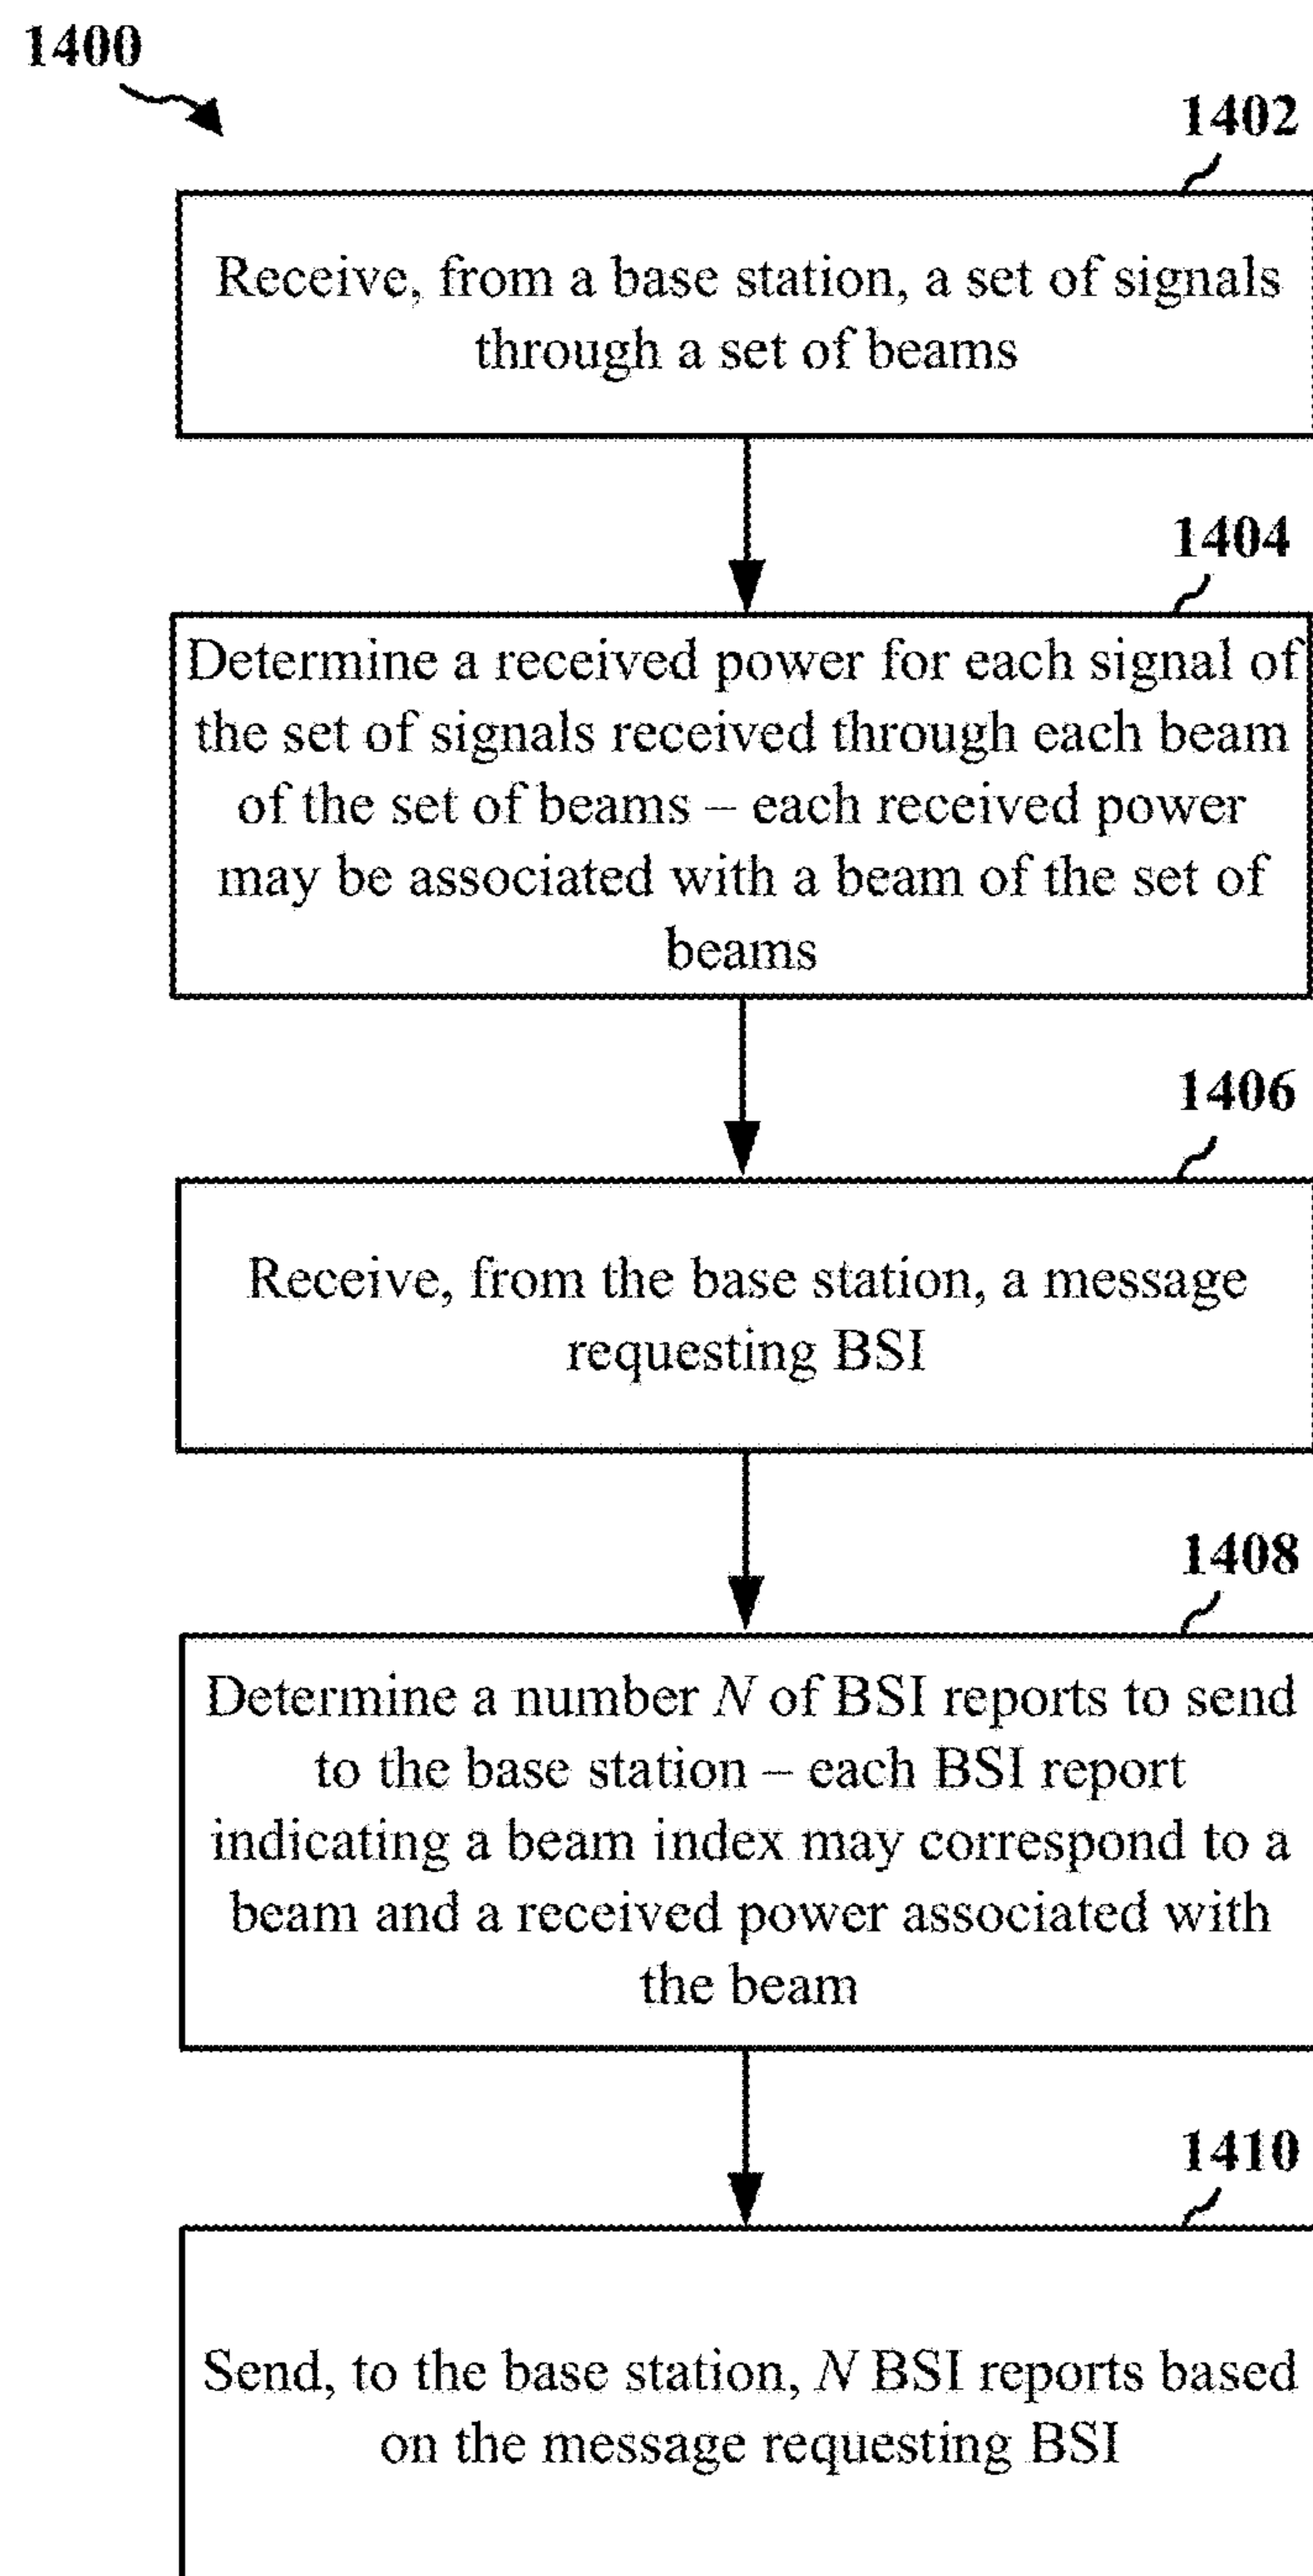 1400
1402
Receive, from a base station, a set of signals
through a set of beams
1404
Determine a received power for each signal of
the set of signals received through each beam
of the set of beams – each received power
may be associated with a beam of the set of
beams
1406
Receive, from the base station, a message
requesting BSI
1408
Determine a number N of BSI reports to send
to the base station – each BSI report
indicating a beam index may correspond to a
beam and a received power associated with
the beam
1410
Send, to the base station, N BSI reports based
on the message requesting BSI